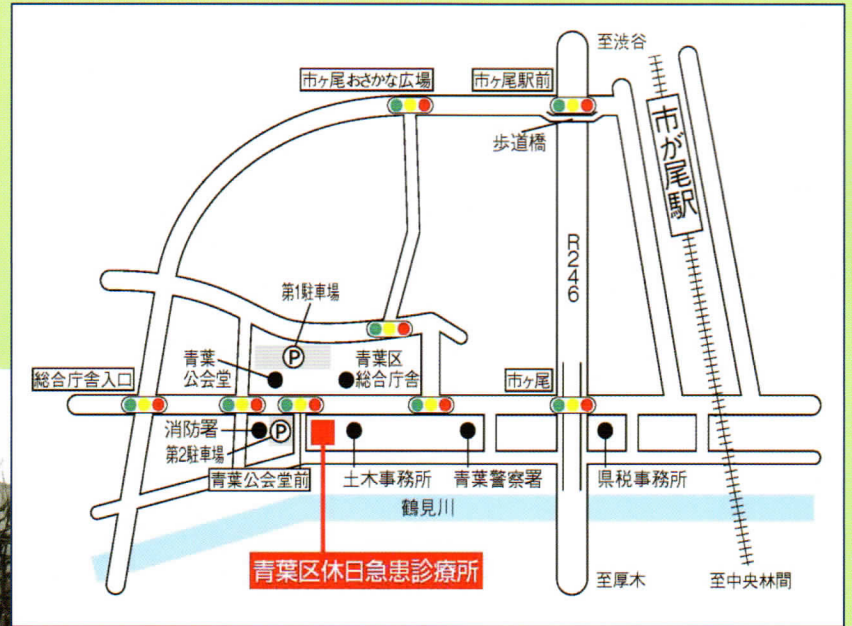 至渋谷
市ヶ尾おさかな広場
市ヶ尾駅前
歩道橋
市が尾駅
R246
第1駐車場
P
青葉
公会堂
青葉区
総合庁舎
総合庁舎入口
市ヶ尾
消防署
P
第2駐車場
青葉公会堂前
土木事務所
青葉警察署
県税事務所
鶴見川
青葉区休日急患診療所
至厚木
至中央林間